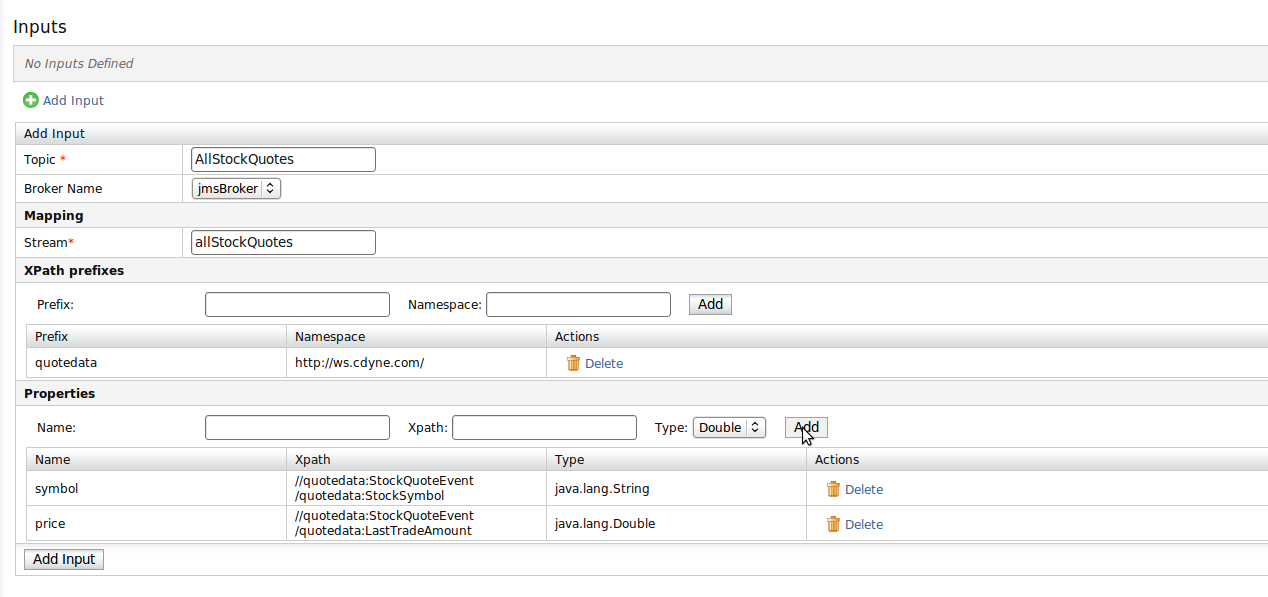 Inputs
No Inputs Defined
Add Input
Add Input
Topic * AllStockQuotes
Broker Name jmsBroker
Mapping
Stream* allStockQuotes
XPath prefixes
Prefix: Namespace: Add
Prefix Namespace Actions
quotedata http://ws.cdyne.com/ Delete
Properties
Name: Xpath: Type: Double Add
Name Xpath Type Actions
symbol //quotedata:StockQuoteEvent java.lang.String Delete
/quotedata:StockSymbol
price //quotedata:StockQuoteEvent java.lang.Double Delete
/quotedata:LastTradeAmount
Add Input